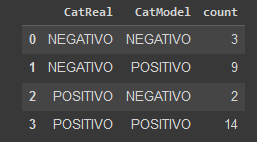 CatReal CatModel count
0 NEGATIVO NEGATIVO 3
1 NEGATIVO POSITIVO 9
2 POSITIVO NEGATIVO 2
3 POSITIVO POSITIVO 14